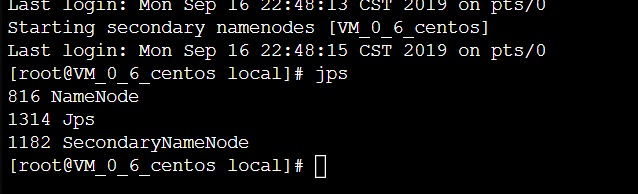 Last login: Mon Sep 16 22:48:13 CST 2019 on pts/0
Starting secondary namenodes [VM_0_6_centos]
Last login: Mon Sep 16 22:48:15 CST 2019 on pts/0
[root@VM_0_6_centos local]# jps
816 NameNode
1314 Jps
1182 SecondaryNameNode
[root@VM_0_6_centos local]#